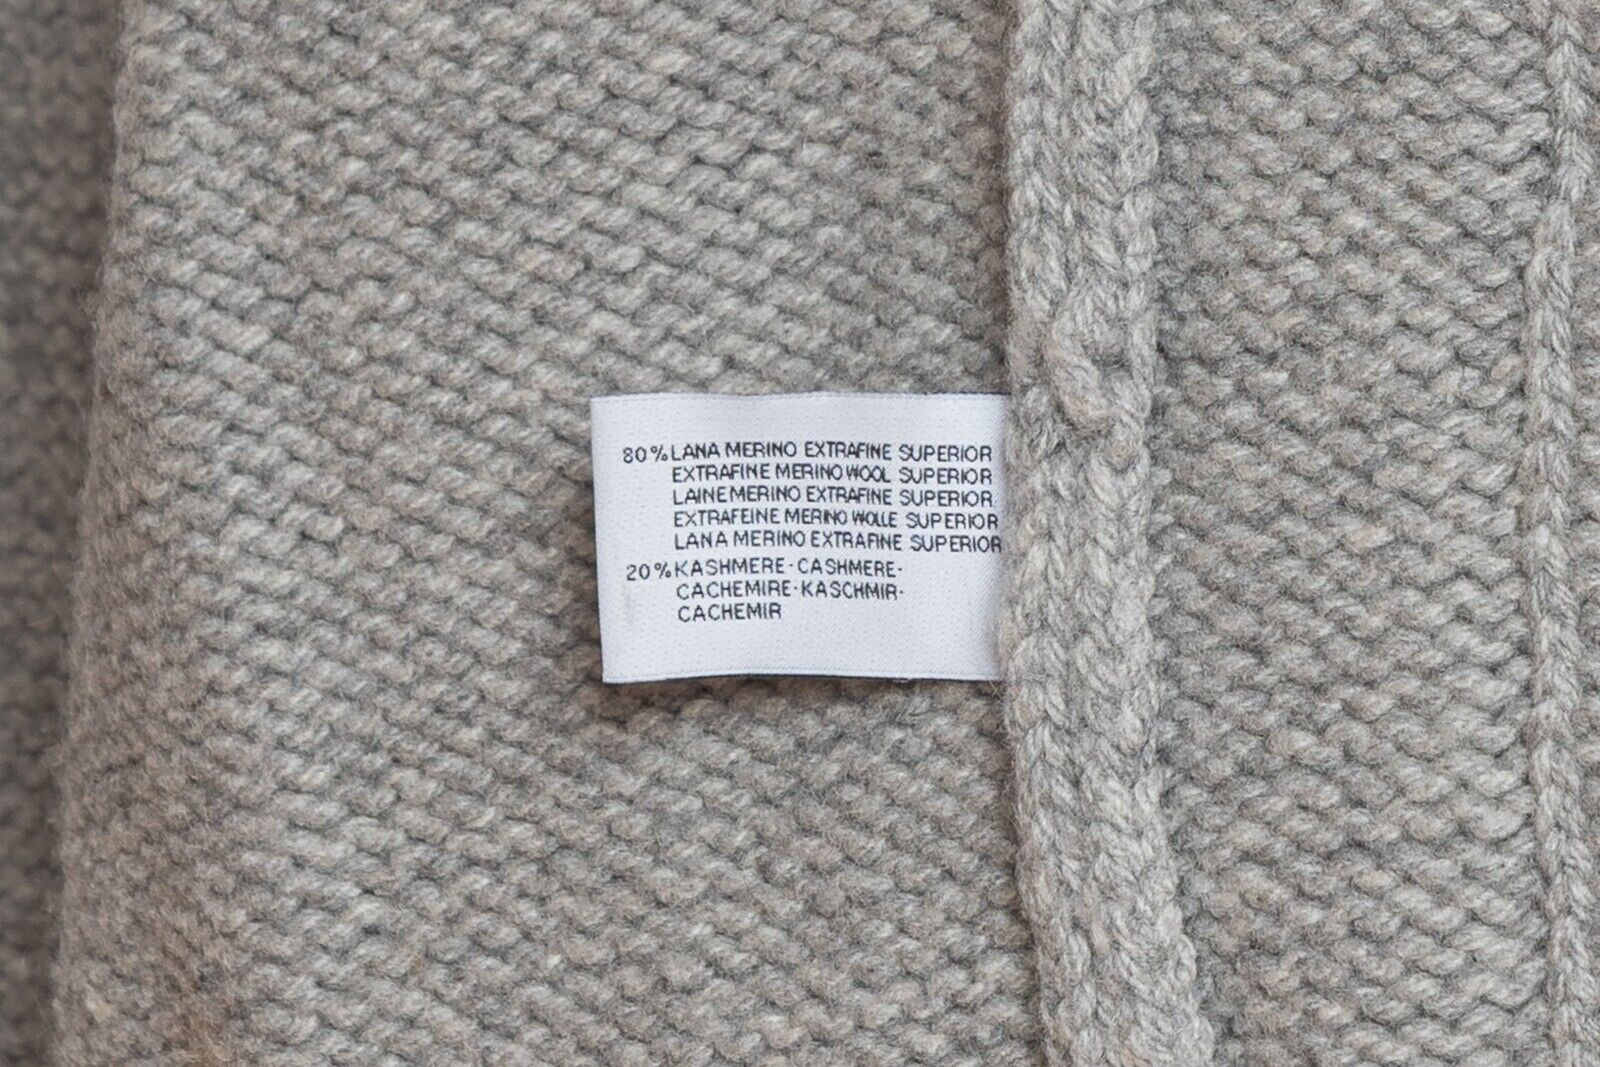 80% LANA MERINO EXTRAFINE SUPERIOR
EXTRAFINE MERINO WOOL SUPERIOR
LAINE MERINO EXTRAFINE SUPERIOR
EXTRAFEINE MERINO WOLLE SUPERIOR
LANA MERINO EXTRAFINE SUPERIOR
20% KASHMERE-CASHMERE-
CACHEMIRE-KASCHMIR-
CACHEMIR